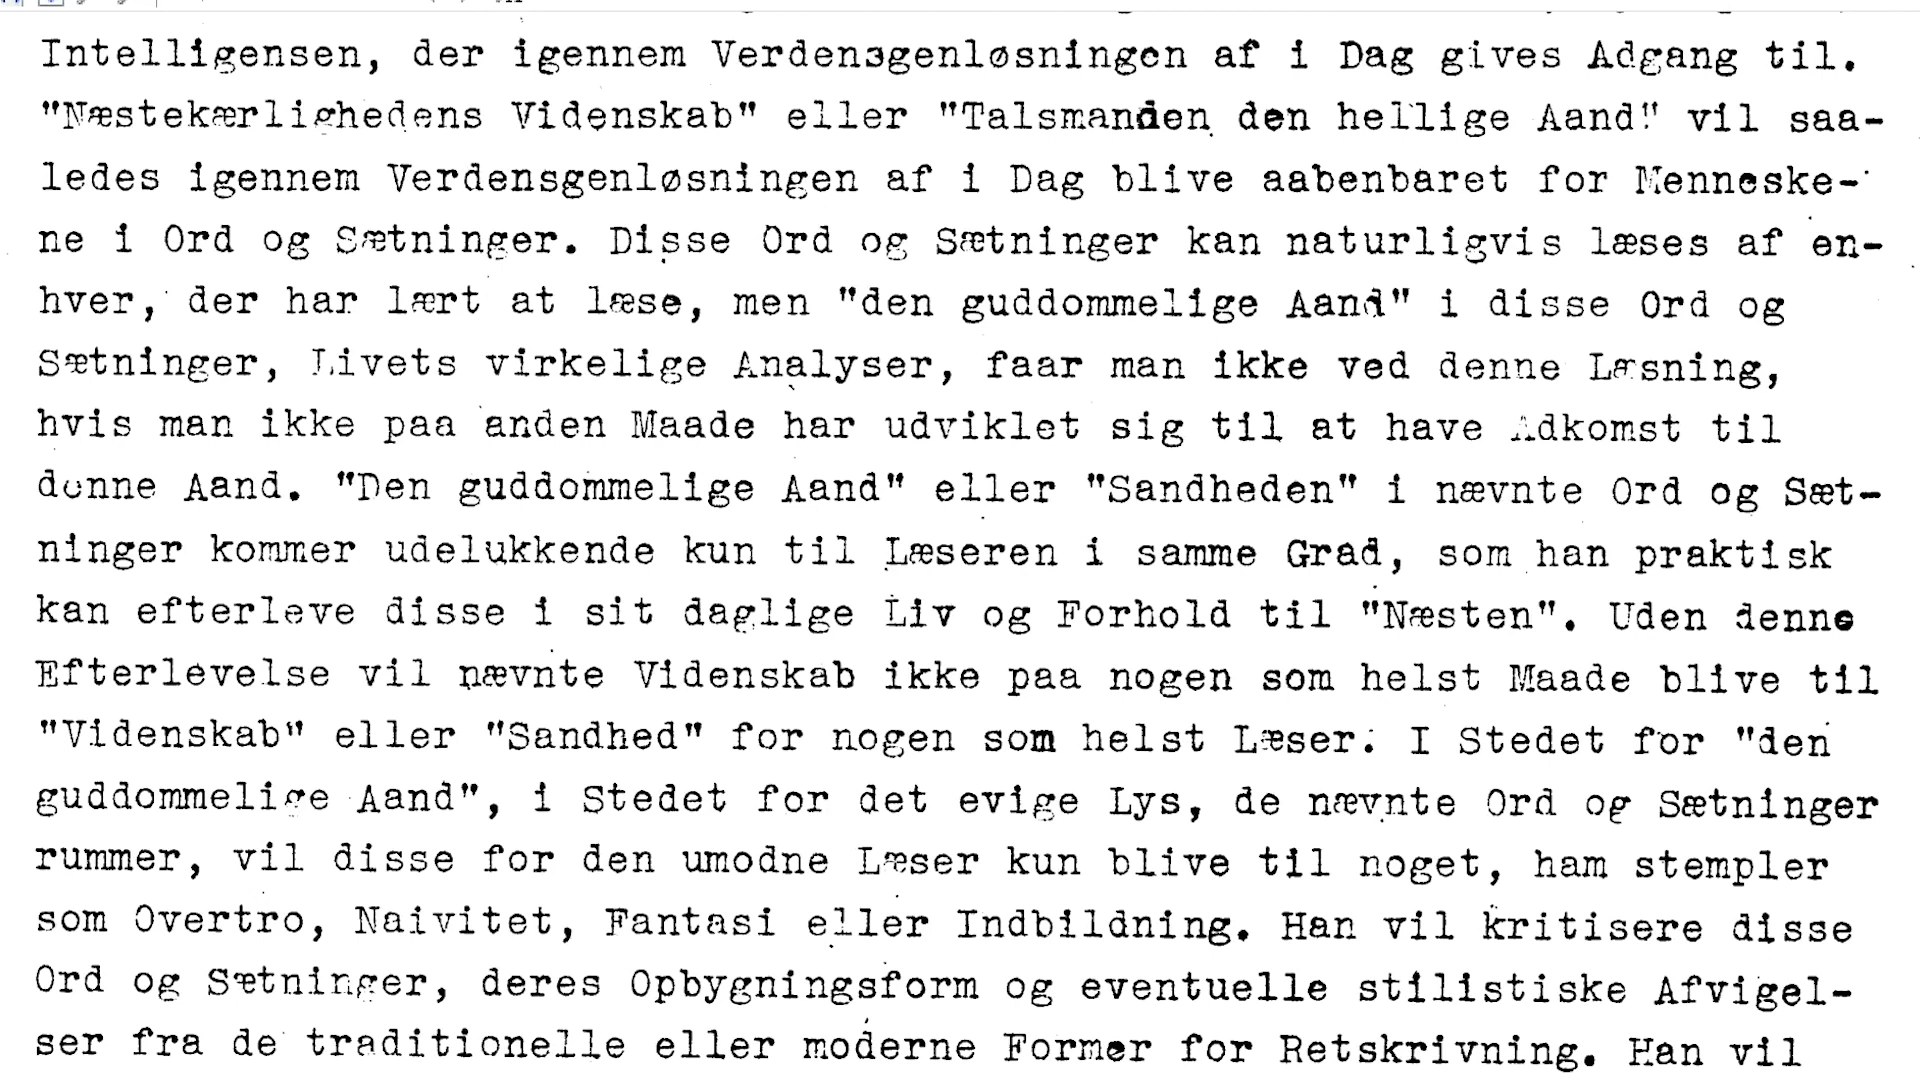 Intelligensen, der igennem Verdensgenløsningen af i Dag gives Adgang til.
"Næstekærlighedens Videnskab" eller "Talsmanden den hellige Aand" vil saa-
ledes igennem Verdensgenløsningen af i Dag blive aabenbaret for Menneske-
ne i Ord og Sætninger. Disse Ord og Sætninger kan naturligvis læses af en-
hver, der har lært at læse, men "den guddommelige Aand" i disse Ord og
Sætninger, Livets virkelige Analyser, faar man ikke ved denne Læsning,
hvis man ikke paa anden Maade har udviklet sig til at have Adkomst til
denne Aand. "Den guddommelige Aand" eller "Sandheden" i nævnte Ord og Sæt-
ninger kommer udelukkende kun til Læseren i samme Grad, som han praktisk
kan efterleve disse i sit daglige Liv og Forhold til "Næsten". Uden denne
Efterlevelse vil nævnte Videnskab ikke paa nogen som helst Maade blive til
"Videnskab" eller "Sandhed" for nogen som helst Læser. I Stedet for "den
guddommelige Aand", i Stedet for det evige Lys, de nævnte Ord og Sætninger
rummer, vil disse for den umodne Læser kun blive til noget, ham stempler
som Overtro, Naivitet, Fantasi eller Indbildning. Han vil kritisere disse
Ord og Sætninger, deres Opbygningsform og eventuelle stilistiske Afvigel-
ser fra de traditionelle eller moderne Former for Retskrivning. Han vil